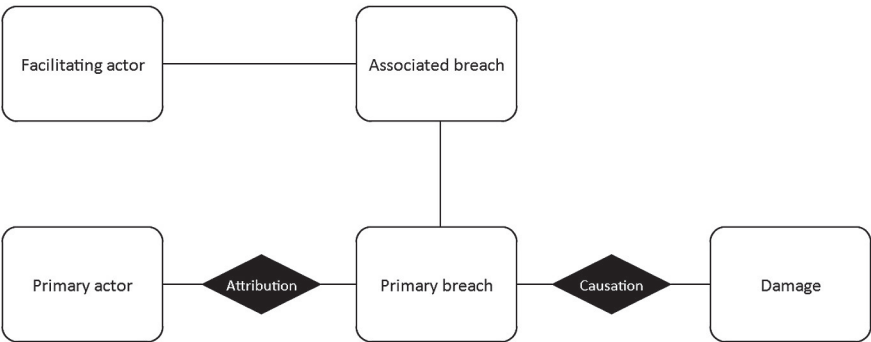 Facilitating actor
Associated breach
Primary actor
Attribution
Primary breach
Causation
Damage